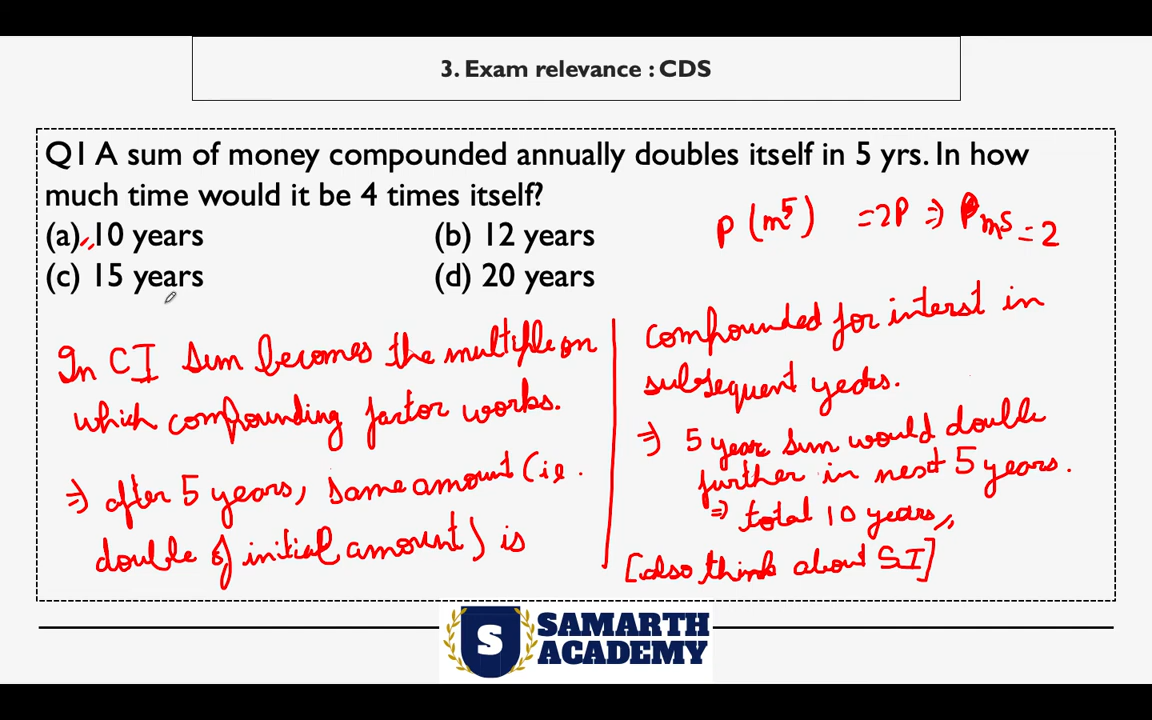 3. Exam relevance : CDS
Q1 A sum of money compounded annually doubles itself in 5 yrs. In how
much time would it be 4 times itself?
(a) 10 years (b) 12 years
(c) 15 years (d) 20 years
P (m⁵) = 2P ⇒ m⁵ = 2
In CI sum becomes the multiple on
which compounding factor works.
⇒ after 5 years, same amount (i.e.
double of initial amount) is
compounded for interst in
subsequent years.
⇒ 5 year sum would double
further in next 5 years.
⇒ total 10 years
[also think about SI]
S
SAMARTH
ACADEMY